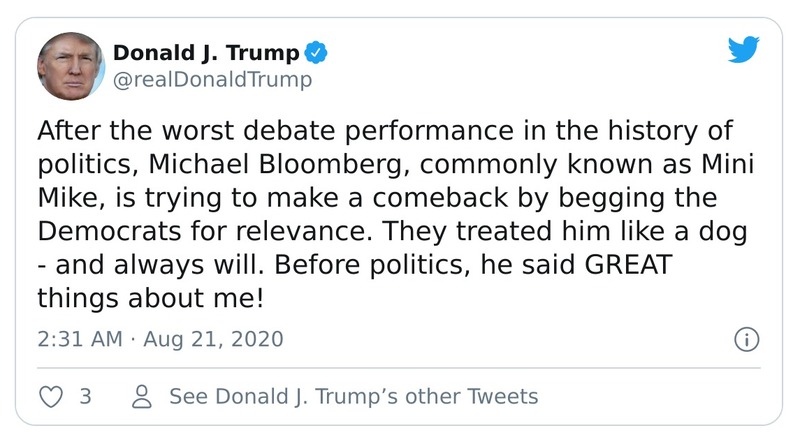 Donald J. Trump
@realDonaldTrump
After the worst debate performance in the history of
politics, Michael Bloomberg, commonly known as Mini
Mike, is trying to make a comeback by begging the
Democrats for relevance. They treated him like a dog
- and always will. Before politics, he said GREAT
things about me!
2:31 AM · Aug 21, 2020
3 See Donald J. Trump’s other Tweets